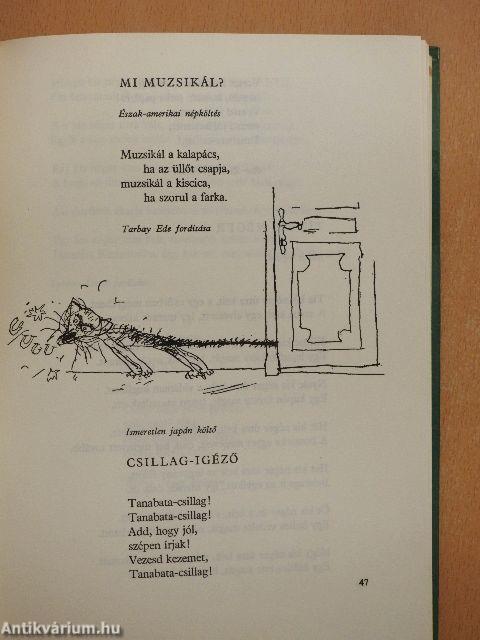 MI MUZSIKÁL?
Észak-amerikai népköltés
Muzsikál a kalapács,
ha az üllőt csapja,
muzsikál a kiscica,
ha szorul a farka.
Tarbay Ede fordítása
Ismeretlen japán költő
CSILLAG-IGÉZŐ
Tanabata-csillag!
Tanabata-csillag!
Add, hogy jól,
szépen írjak!
Vezesd kezemet,
Tanabata-csillag!
47
Antikvárium.hu